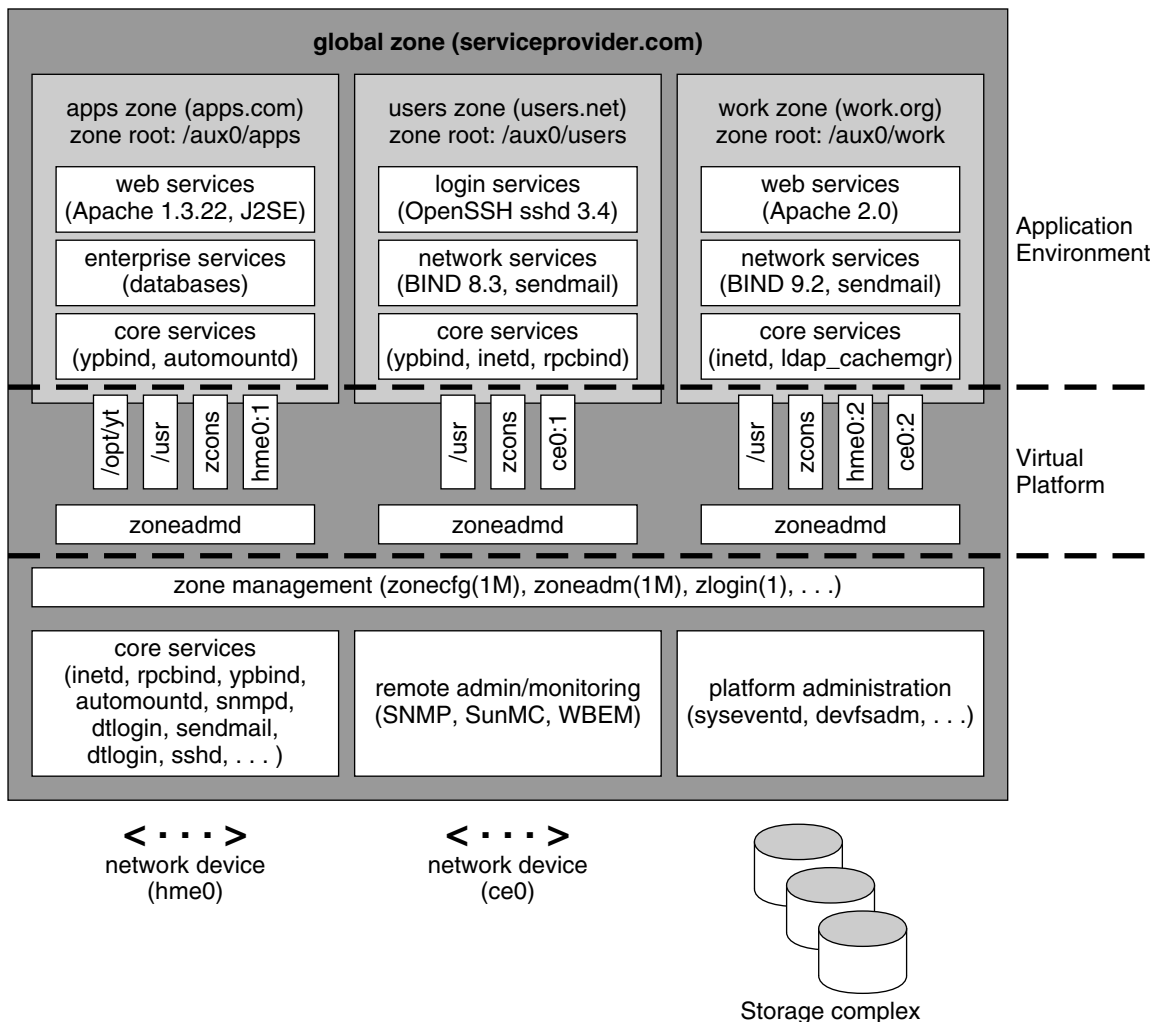 global zone (serviceprovider.com)
apps zone (apps.com)
zone root: /aux0/apps
web services
(Apache 1.3.22, J2SE)
enterprise services
(databases)
core services
(ypbind, automountd)
users zone (users.net)
zone root: /aux0/users
login services
(OpenSSH sshd 3.4)
network services
(BIND 8.3, sendmail)
core services
(ypbind, inetd, rpcbind)
work zone (work.org)
zone root: /aux0/work
web services
(Apache 2.0)
network services
(BIND 9.2, sendmail)
core services
(inetd, ldap_cachemgr)
Application
Environment
/opt/yt
/usr
zcons
hme0:1
zoneadmd
/usr
zcons
ce0:1
zoneadmd
/usr
zcons
hme0:2
ce0:2
zoneadmd
Virtual
Platform
zone management (zonecfg(1M), zoneadm(1M), zlogin(1), . . .)
core services
(inetd, rpcbind, ypbind,
automountd, snmpd,
dtlogin, sendmail,
dtlogin, sshd, . . . )
remote admin/monitoring
(SNMP, SunMC, WBEM)
platform administration
(syseventd, devfsadm, . . .)
<···>
network device
(hme0)
<···>
network device
(ce0)
Storage complex